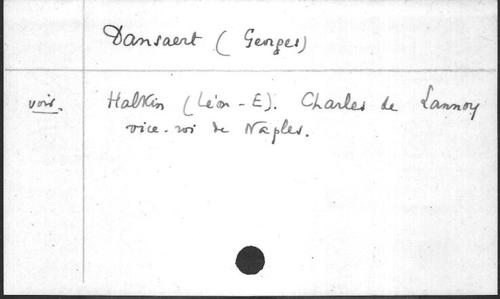 Dansaert (Georges)
voir. Halkin (Léon-E). Charles de Lannoy
vice-roi de Naples.